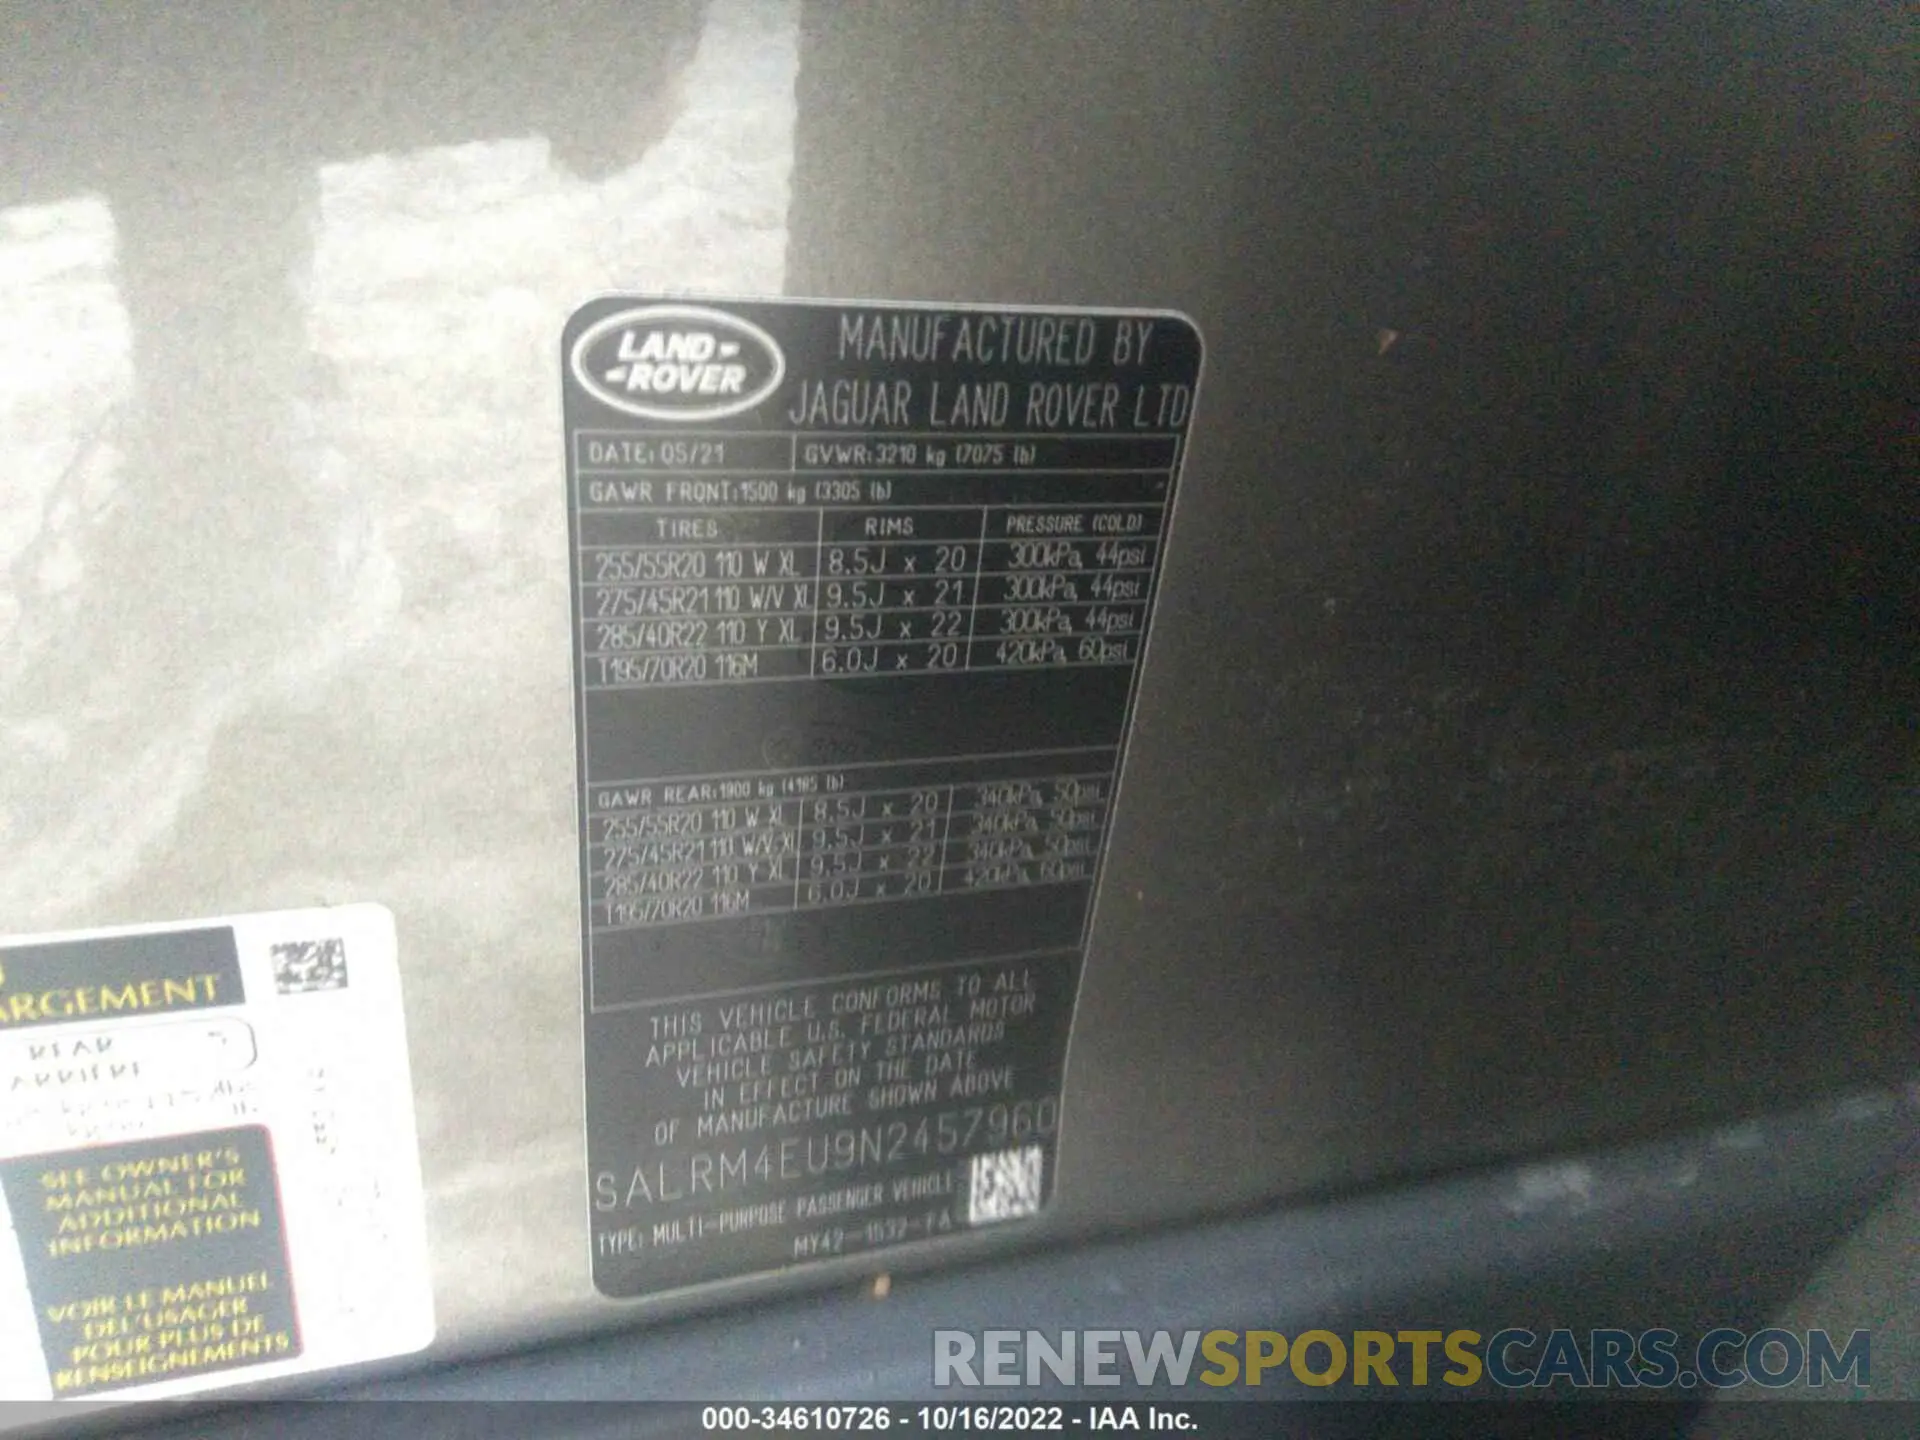 LAND-
-ROVER
MANUFACTURED BY
JAGUAR LAND ROVER LTD
DATE: 05/21 GVWR: 3210 kg (7075 lb)
GAWR FRONT: 1500 kg (3305 lb)
TIRES RIMS PRESSURE (COLD)
255/55R20 110 W XL 8.5J x 20 300kPa, 44psi
275/45R21 110 W/V XL 9.5J x 21 300kPa, 44psi
285/40R22 110 Y XL 9.5J x 22 300kPa, 44psi
T195/70R20 116M 6.0J x 20 420kPa, 60psi
GAWR REAR: 1900 kg (4185 lb)
255/55R20 110 W XL 8.5J x 20 340kPa, 50psi
275/45R21 110 W/V XL 9.5J x 21 340kPa, 50psi
285/40R22 110 Y XL 9.5J x 22 340kPa, 50psi
T195/70R20 116M 6.0J x 20 420kPa, 60psi
THIS VEHICLE CONFORMS TO ALL
APPLICABLE U.S. FEDERAL MOTOR
VEHICLE SAFETY STANDARDS
IN EFFECT ON THE DATE
OF MANUFACTURE SHOWN ABOVE
SALRM4EU9N2457960
TYPE: MULTI-PURPOSE PASSENGER VEHICLE
MY42-1532-FA
ARGEMENT
REAR
ARRIÈRE
SEE OWNER'S
MANUAL FOR
ADDITIONAL
INFORMATION
VOIR LE MANUEL
DE L'USAGER
POUR PLUS DE
RENSEIGNEMENTS
RENEWSPORTSCARS.COM
000-34610726 - 10/16/2022 - IAA Inc.